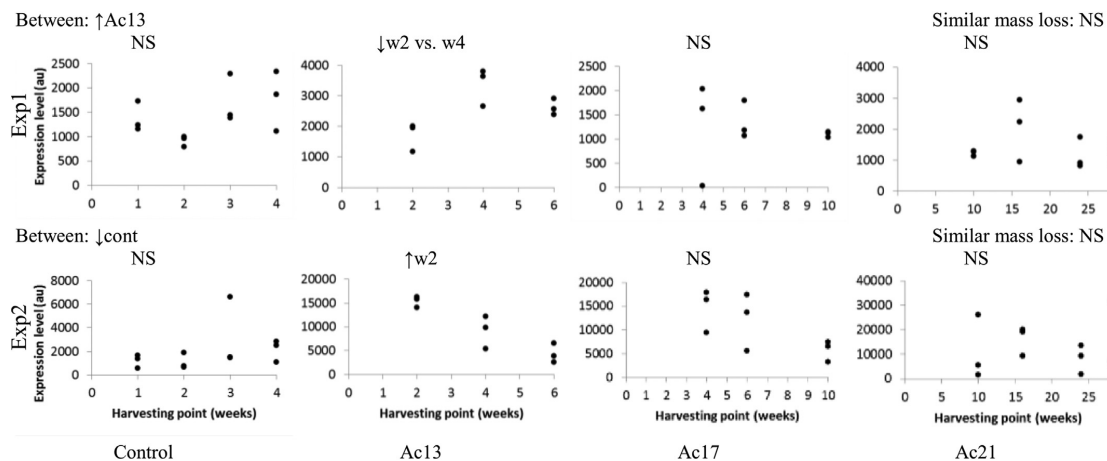 Between: ↑Ac13 Similar mass loss: NS
NS ↓w2 vs. w4 NS NS
Exp1
Expression level (au)
2500 2000 1500 1000 500 0
0 1 2 3 4
4000 3000 2000 1000 0
0 1 2 3 4 5 6
2500 2000 1500 1000 500 0
0 1 2 3 4 5 6 7 8 9 10
4000 3000 2000 1000 0
0 5 10 15 20 25
Between: ↓cont Similar mass loss: NS
NS ↑w2 NS NS
Exp2
Expression level (au)
8000 6000 4000 2000 0
0 1 2 3 4
Harvesting point (weeks)
20000 15000 10000 5000 0
0 1 2 3 4 5 6
Harvesting point (weeks)
20000 15000 10000 5000 0
0 1 2 3 4 5 6 7 8 9 10
Harvesting point (weeks)
40000 30000 20000 10000 0
0 5 10 15 20 25
Harvesting point (weeks)
Control Ac13 Ac17 Ac21